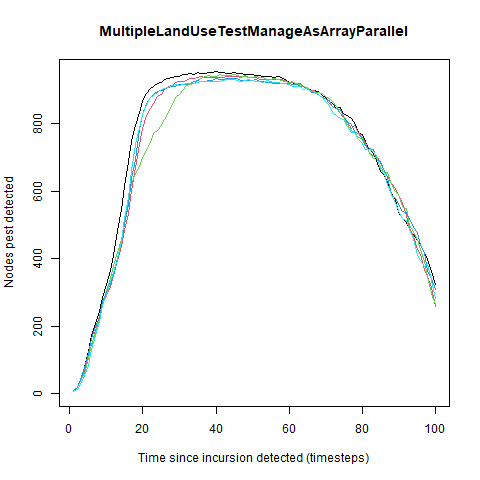 MultipleLandUseTestManageAsArrayParallel
Nodes pest detected
800
600
400
200
0
0 20 40 60 80 100
Time since incursion detected (timesteps)